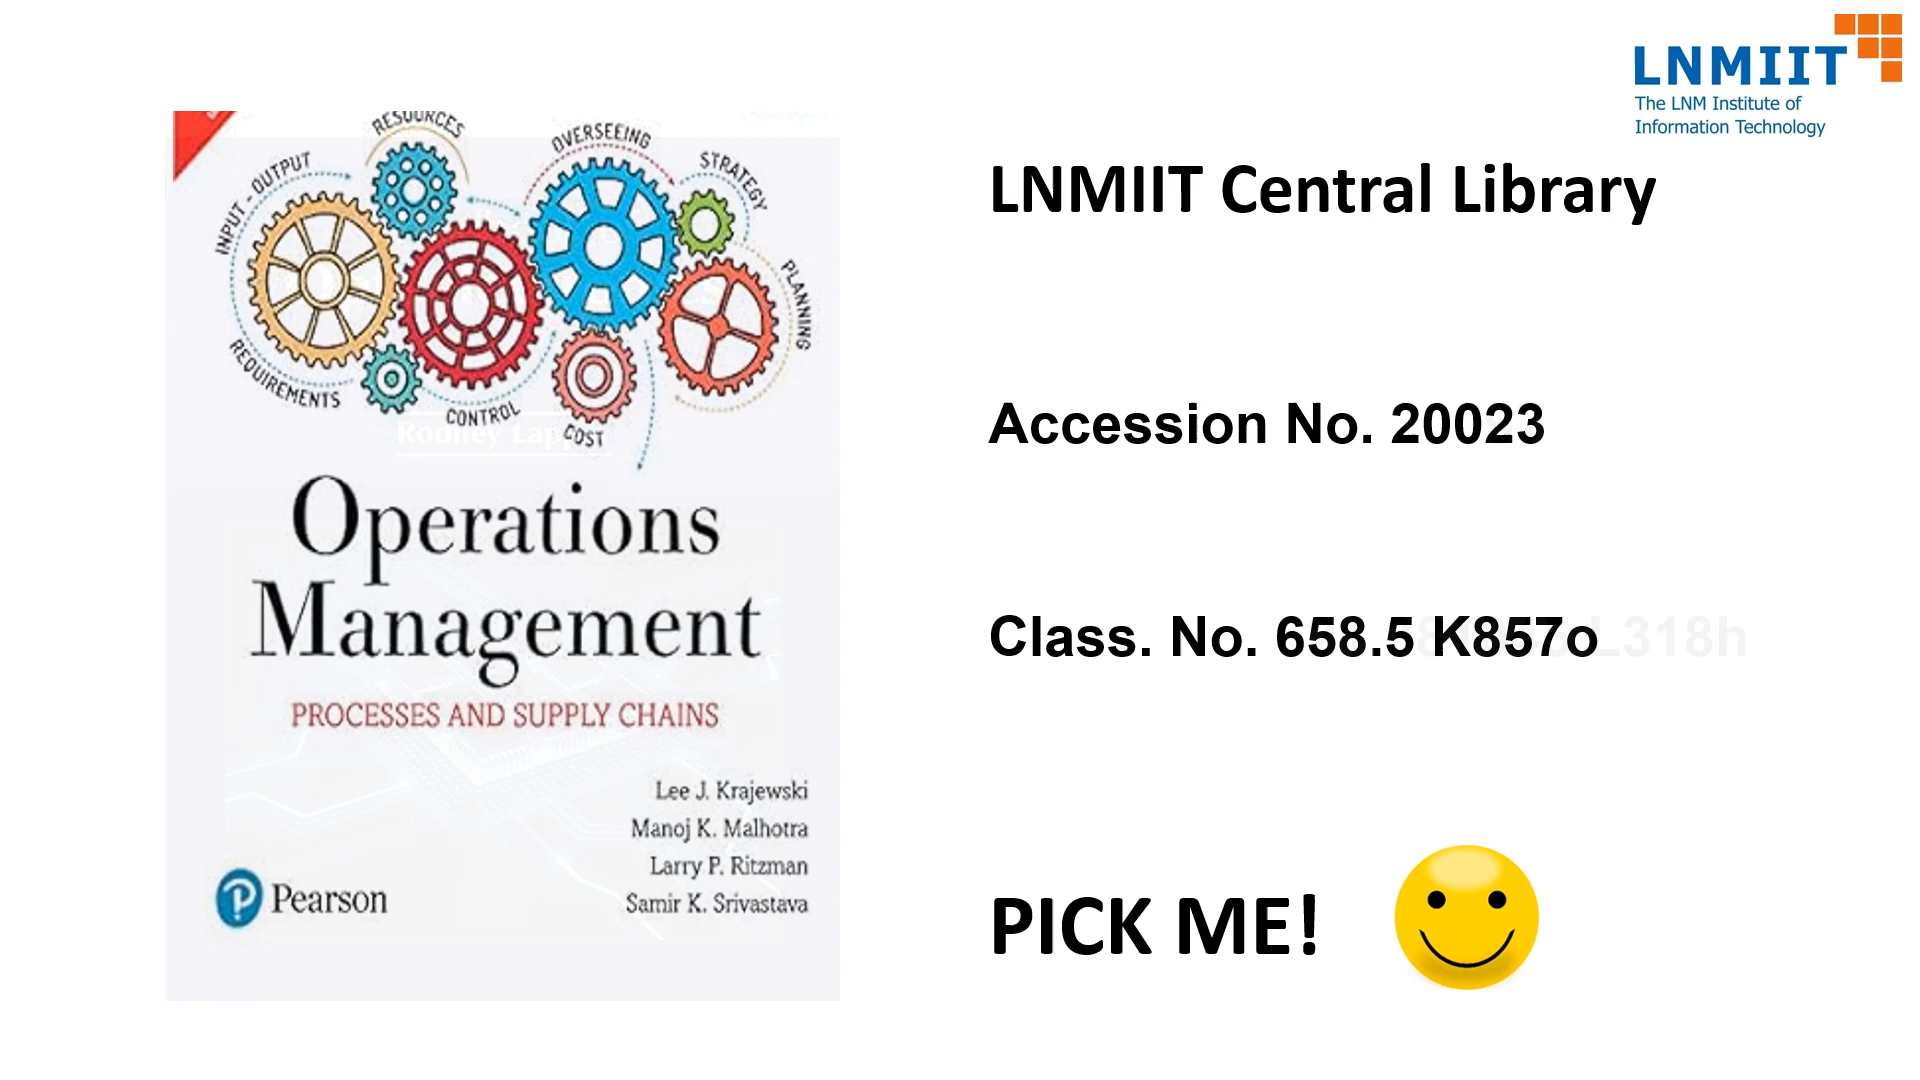 LNMIIT
The LNM Institute of
Information Technology
LNMIIT Central Library
RESOURCES
OVERSEEING
STRATEGY
INPUT - OUTPUT
PLANNING
REQUIREMENTS
CONTROL
COST
Rodney
Operations
Management
PROCESSES AND SUPPLY CHAINS
Lee J. Krajewski
Manoj K. Malhotra
Larry P. Ritzman
Samir K. Srivastava
Pearson
Accession No. 20023
Class. No. 658.5 K857o
L318h
PICK ME!